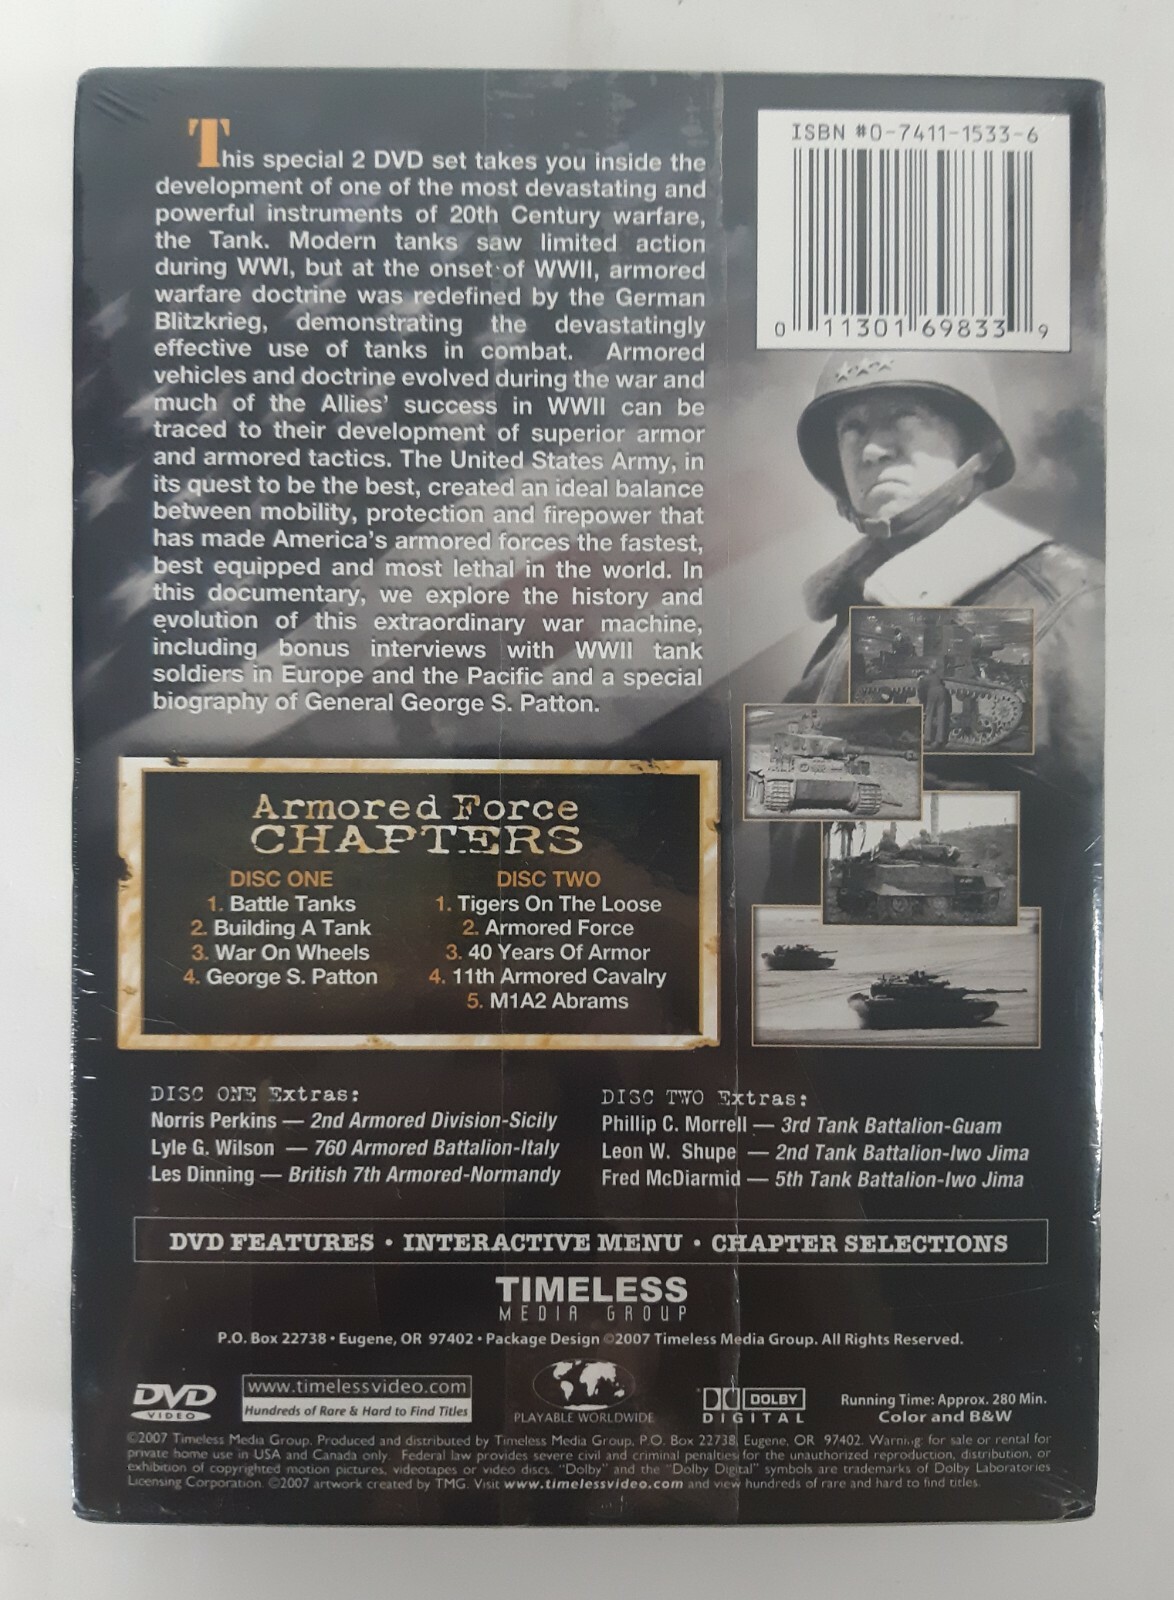 This special 2 DVD set takes you inside the
development of one of the most devastating and
powerful instruments of 20th Century warfare,
the Tank. Modern tanks saw limited action
during WWI, but at the onset of WWII, armored
warfare doctrine was redefined by the German
Blitzkrieg, demonstrating the devastatingly
effective use of tanks in combat. Armored
vehicles and doctrine evolved during the war and
much of the Allies' success in WWII can be
traced to their development of superior armor
and armored tactics. The United States Army, in
its quest to be the best, created an ideal balance
between mobility, protection and firepower that
has made America's armored forces the fastest,
best equipped and most lethal in the world. In
this documentary, we explore the history and
evolution of this extraordinary war machine,
including bonus interviews with WWII tank
soldiers in Europe and the Pacific and a special
biography of General George S. Patton.
ISBN #0-7411-1533-6
0 11301 69833 9
Armored Force
CHAPTERS
DISC ONE
1. Battle Tanks
2. Building A Tank
3. War On Wheels
4. George S. Patton
DISC TWO
1. Tigers On The Loose
2. Armored Force
3. 40 Years Of Armor
4. 11th Armored Cavalry
5. M1A2 Abrams
DISC ONE Extras:
Norris Perkins — 2nd Armored Division-Sicily
Lyle G. Wilson — 760 Armored Battalion-Italy
Les Dinning — British 7th Armored-Normandy
DISC TWO Extras:
Phillip C. Morrell — 3rd Tank Battalion-Guam
Leon W. Shupe — 2nd Tank Battalion-Iwo Jima
Fred McDiarmid — 5th Tank Battalion-Iwo Jima
DVD FEATURES • INTERACTIVE MENU • CHAPTER SELECTIONS
TIMELESS
MEDIA GROUP
P.O. Box 22738 • Eugene, OR 97402 • Package Design ©2007 Timeless Media Group. All Rights Reserved.
DVD
VIDEO
www.timelessvideo.com
Hundreds of Rare & Hard to Find Titles
PLAYABLE WORLDWIDE
DOLBY
DIGITAL
Running Time: Approx. 280 Min.
Color and B&W
©2007 Timeless Media Group. Produced and distributed by Timeless Media Group, P.O. Box 22738, Eugene, OR 97402. Warning: for sale or rental for
private home use in USA and Canada only. Federal law provides severe civil and criminal penalties for the unauthorized reproduction, distribution, or
exhibition of copyrighted motion pictures, videotapes or video discs. "Dolby" and the "Dolby Digital" symbols are trademarks of Dolby Laboratories
Licensing Corporation. ©2007 artwork created by TMG. Visit www.timelessvideo.com and view hundreds of rare and hard to find titles.